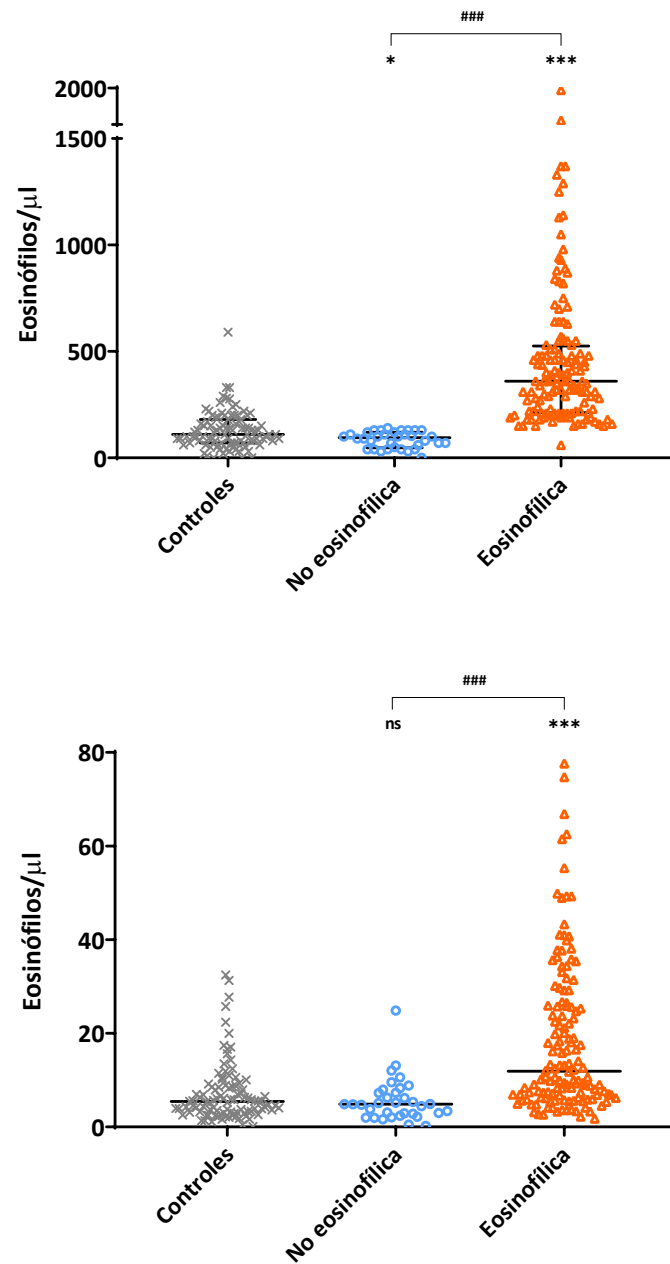 ###
* ***
2000
1500
1000
500
0
Eosinófilos/μl
Controles
No eosinofílica
Eosinofílica
###
ns ***
80
60
40
20
0
Eosinófilos/μl
Controles
No eosinofílica
Eosinofílica